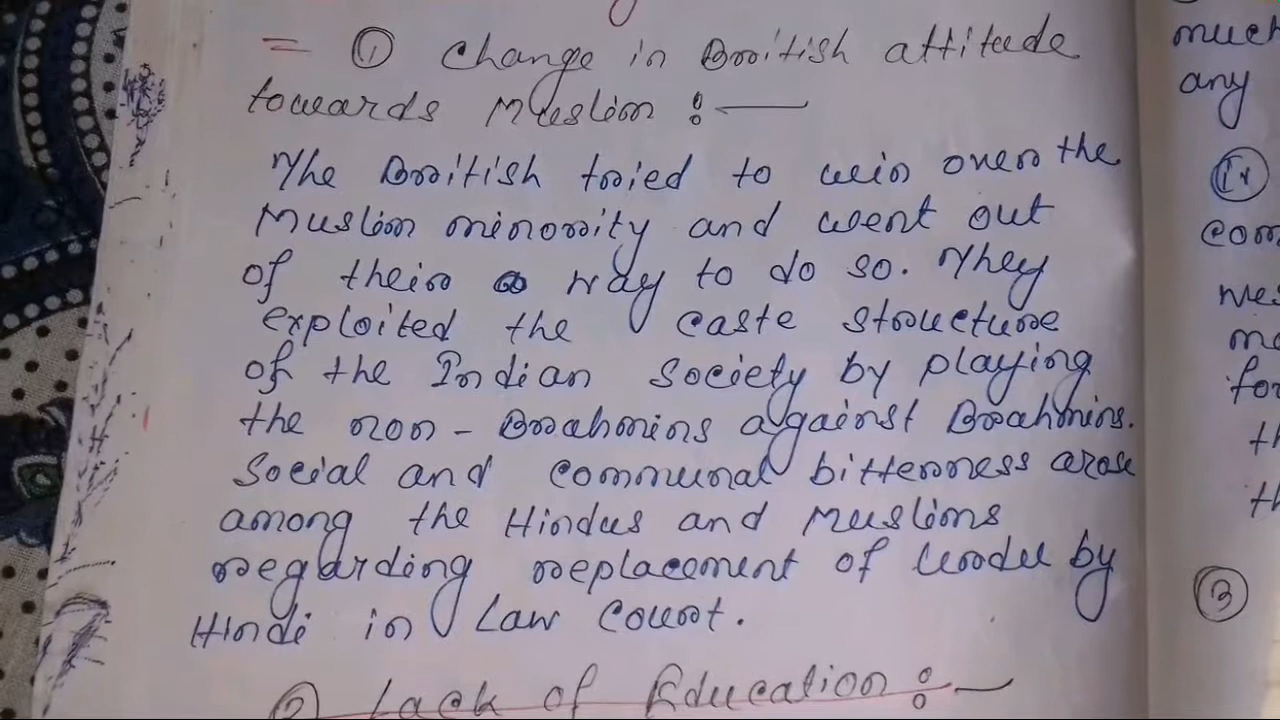 = ① Change in British attitude
towards Muslim :—
The British tried to win over the
Muslim minority and went out
of their way to do so. They
exploited the caste structure
of the Indian Society by playing
the non - Brahmins against Brahmins.
Social and communal bitterness arose
among the Hindus and Muslims
regarding replacement of Urdu by
Hindi in Law Court.
② Lack of Education :—
much
any
IV
③